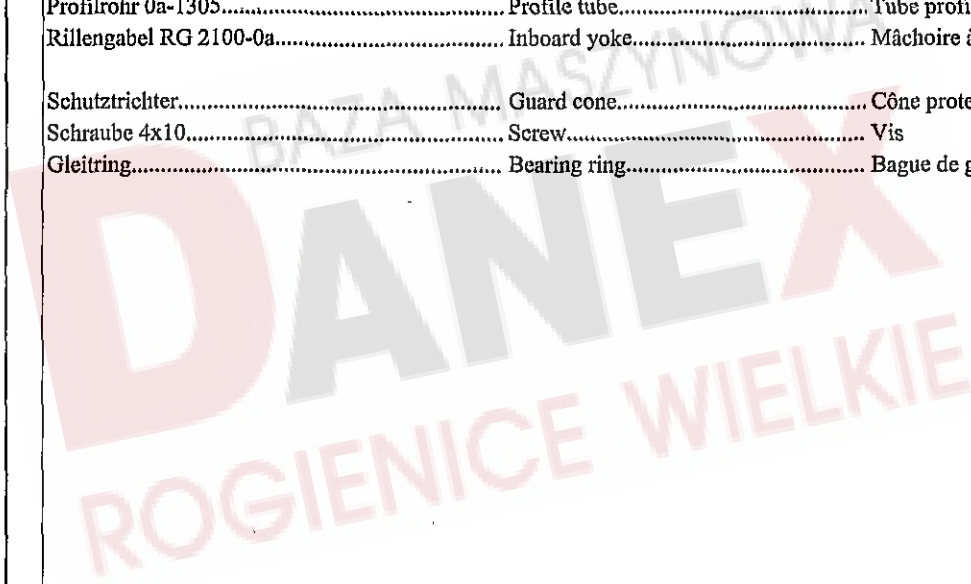 Profilrohr 0a-1305.......... Profile tube.......... Tube profi
Rillengabel RG 2100-0a.......... Inboard yoke.......... Mâchoire à
Schutztrichter.......... Guard cone.......... Cône prote
Schraube 4x10.......... Screw.......... Vis
Gleitring.......... Bearing ring.......... Bague de g
BAZA MASZYNOWA
DANEX
ROGIENICE WIELKIE